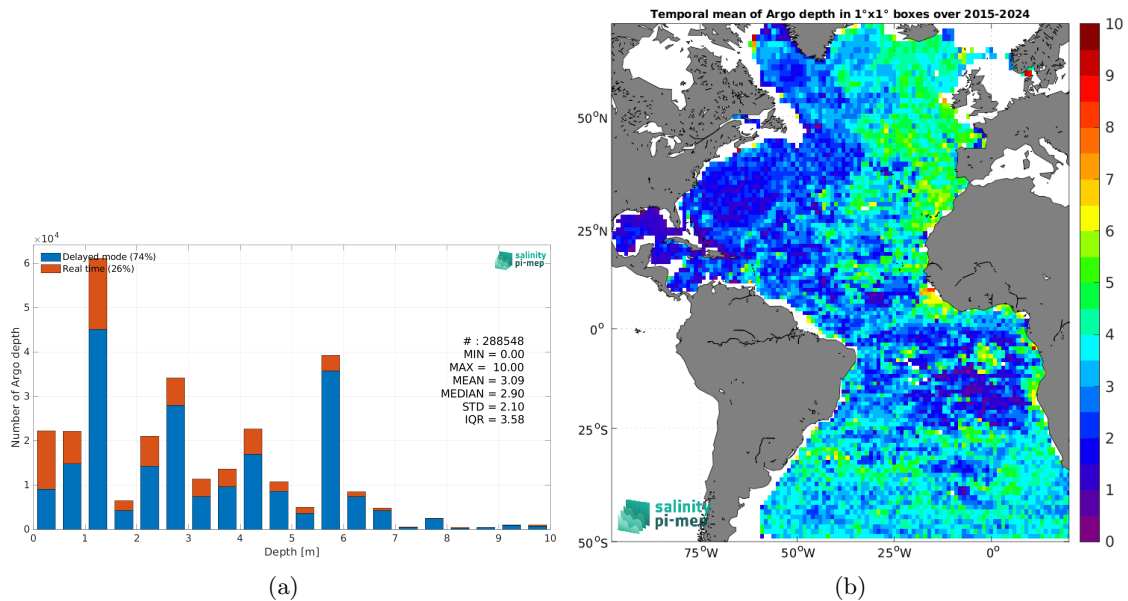 ×10⁴
Delayed mode (74%)
Real time (26%)
salinity
pi-mep
Number of Argo depth
6
5
4
3
2
1
0
# : 288548
MIN = 0.00
MAX = 10.00
MEAN = 3.09
MEDIAN = 2.90
STD = 2.10
IQR = 3.58
0 1 2 3 4 5 6 7 8 9 10
Depth [m]
(a)
Temporal mean of Argo depth in 1°x1° boxes over 2015-2024
50°N
25°N
0°
25°S
50°S
75°W 50°W 25°W 0°
salinity
pi-mep
10
9
8
7
6
5
4
3
2
1
0
(b)